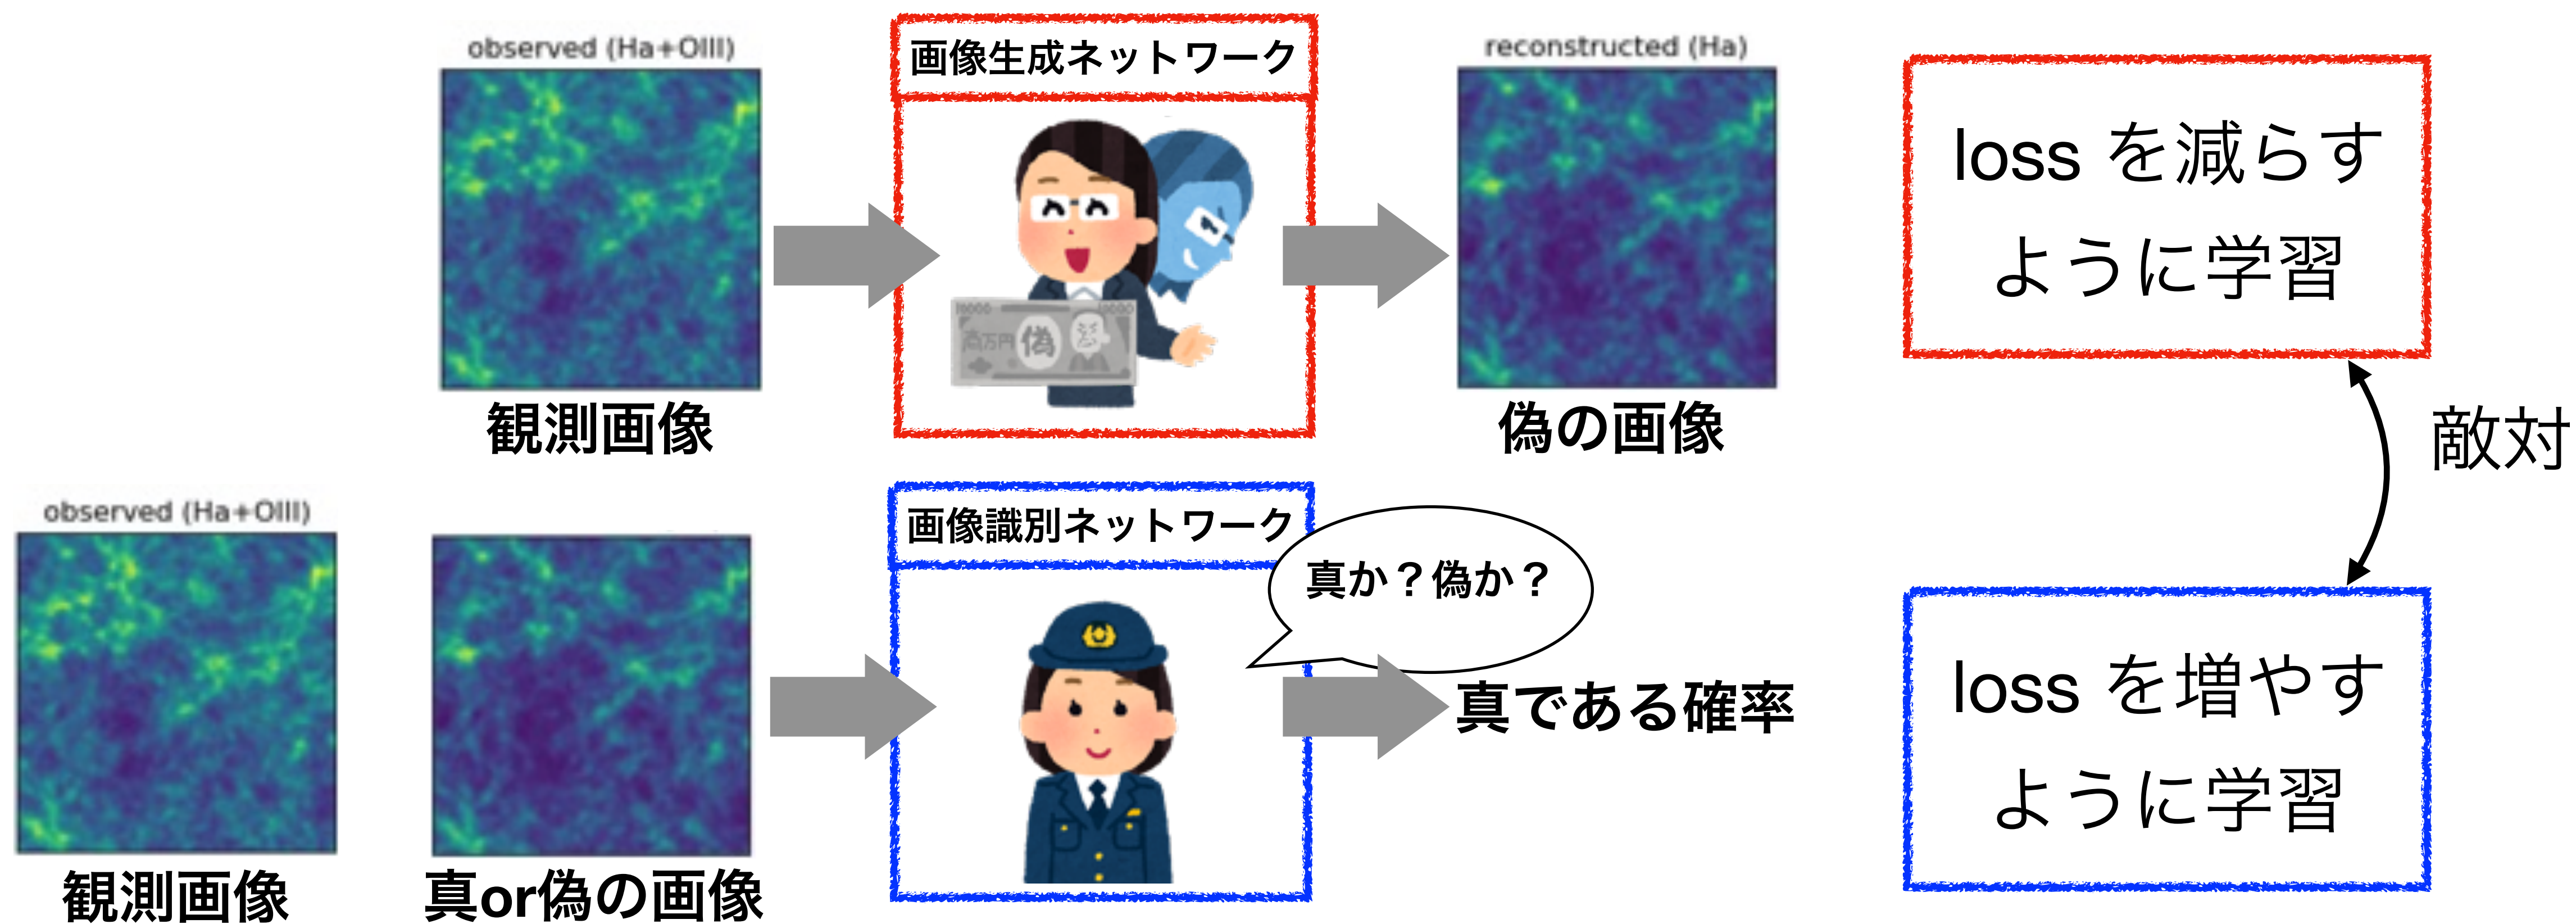 observed (Ha+OIII)
画像生成ネットワーク
reconstructed (Ha)
偽
観測画像
偽の画像
loss を減らす
ように学習
敵対
observed (Ha+OIII)
画像識別ネットワーク
真か？偽か？
真である確率
観測画像
真or偽の画像
loss を増やす
ように学習